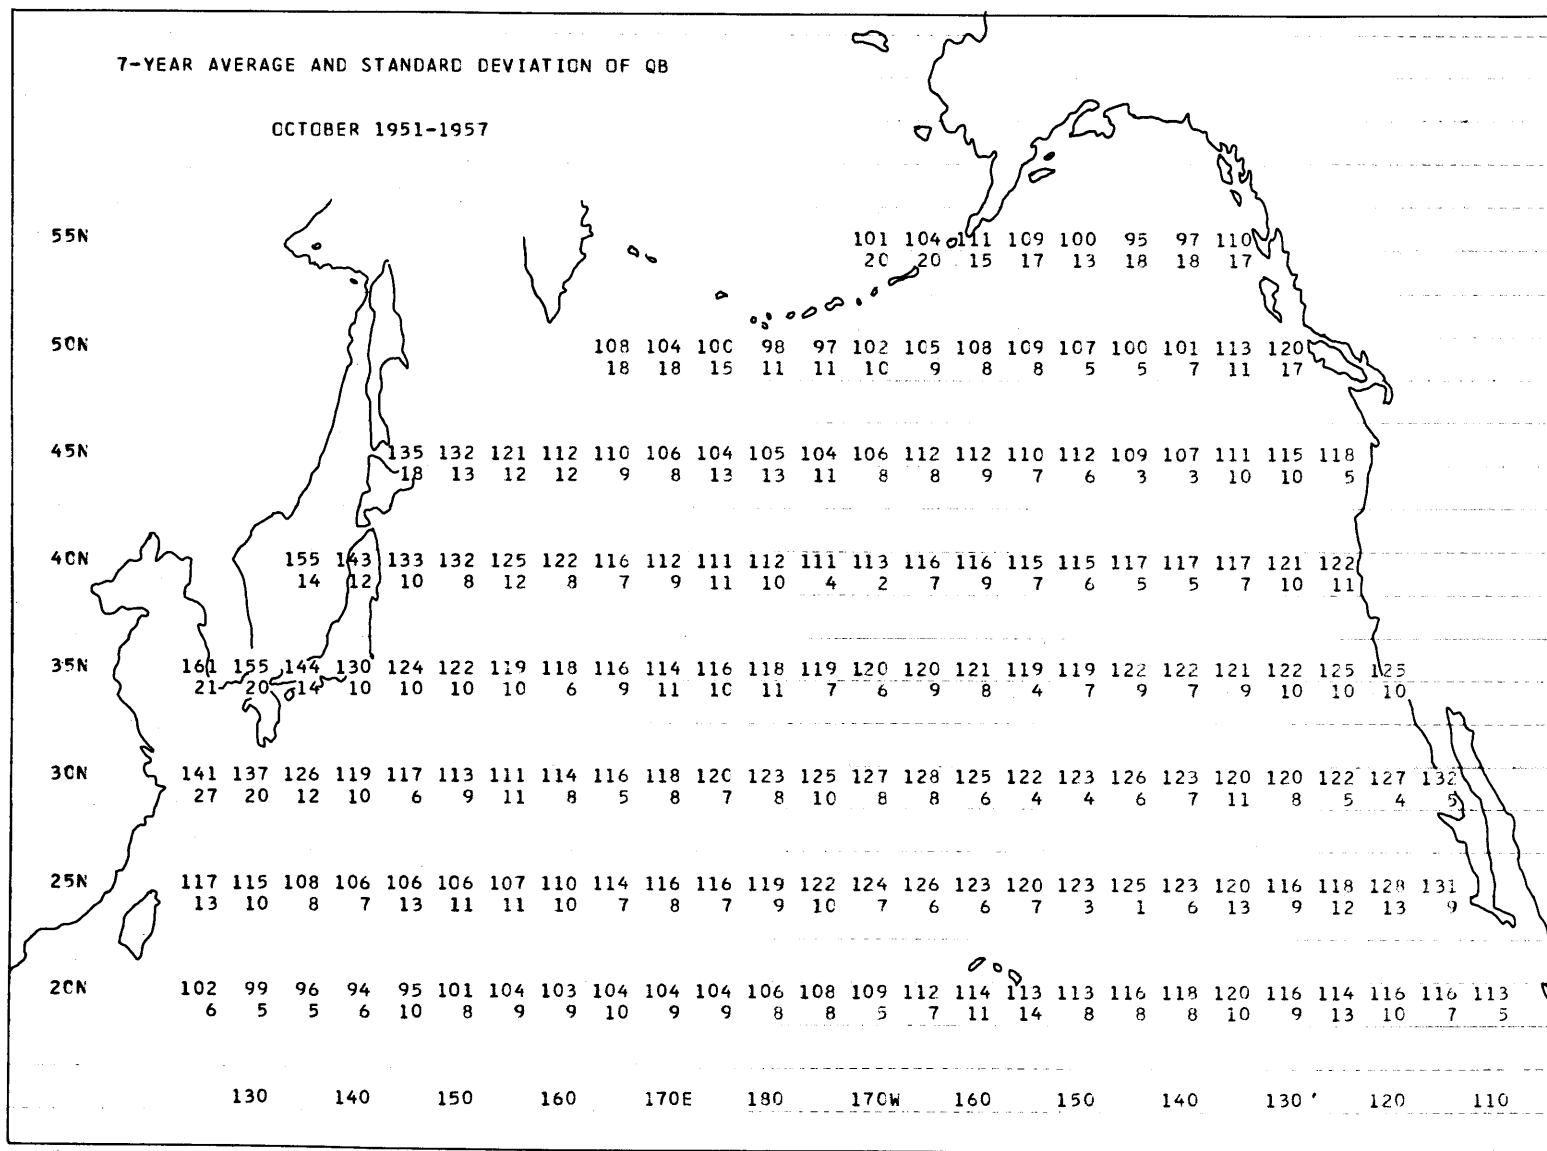 7-YEAR AVERAGE AND STANDARD DEVIATION OF QB
OCTOBER 1951-1957
55N 101 104 111 109 100 95 97 110
20 20 15 17 13 18 18 17
50N 108 104 100 98 97 102 105 108 109 107 100 101 113 120
18 18 15 11 11 10 9 8 8 5 5 7 11 17
45N 135 132 121 112 110 106 104 105 104 106 112 112 110 112 109 107 111 115 118
18 13 12 12 9 8 13 13 11 8 8 9 7 6 3 3 10 10 5
40N 155 143 133 132 125 122 116 112 111 112 111 113 116 116 115 115 117 117 117 121 122
14 12 10 8 12 8 7 9 11 10 4 2 7 9 7 6 5 5 7 10 11
35N 161 155 144 130 124 122 119 118 116 114 116 118 119 120 120 121 119 119 122 122 121 122 125 125
21 20 14 10 10 10 10 6 9 11 10 11 7 6 9 8 4 7 9 7 9 10 10 10
30N 141 137 126 119 117 113 111 114 116 118 120 123 125 127 128 125 122 123 126 123 120 120 122 127 132
27 20 12 10 6 9 11 8 5 8 7 8 10 8 8 6 4 4 6 7 11 8 5 4 5
25N 117 115 108 106 106 106 107 110 114 116 116 119 122 124 126 123 120 123 125 123 120 116 118 128 131
13 10 8 7 13 11 11 10 7 8 7 9 10 7 6 6 7 3 1 6 13 9 12 13 9
20N 102 99 96 94 95 101 104 103 104 104 104 106 108 109 112 114 113 113 116 118 120 116 114 116 116 113
6 5 5 6 10 8 9 9 10 9 9 8 8 5 7 11 14 8 8 8 10 9 13 10 7 5
130 140 150 160 170E 180 170W 160 150 140 130 120 110